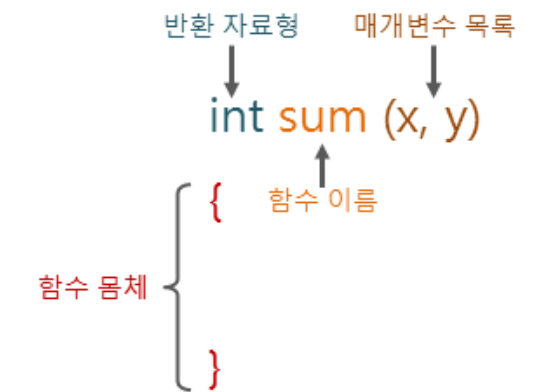 반환 자료형 매개변수 목록
int sum (x, y)
{ 함수 이름
함수 몸체
}